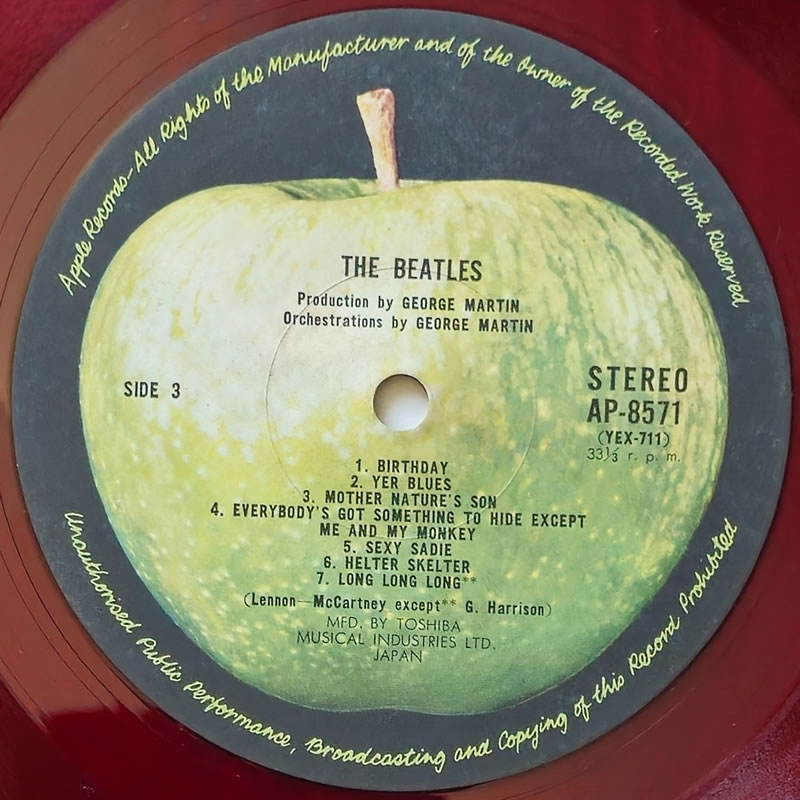 Apple Records-All Rights of the Manufacturer and of the Owner of the Recorded Work Reserved
THE BEATLES
Production by GEORGE MARTIN
Orchestrations by GEORGE MARTIN
SIDE 3
STEREO
AP-8571
(YEX-711)
33⅓ r. p. m.
1. BIRTHDAY
2. YER BLUES
3. MOTHER NATURE'S SON
4. EVERYBODY'S GOT SOMETHING TO HIDE EXCEPT
ME AND MY MONKEY
5. SEXY SADIE
6. HELTER SKELTER
7. LONG LONG LONG**
(Lennon—McCartney except** G. Harrison)
MFD. BY TOSHIBA
MUSICAL INDUSTRIES LTD.
JAPAN
Unauthorised Public Performance, Broadcasting and Copying of this Record Prohibited